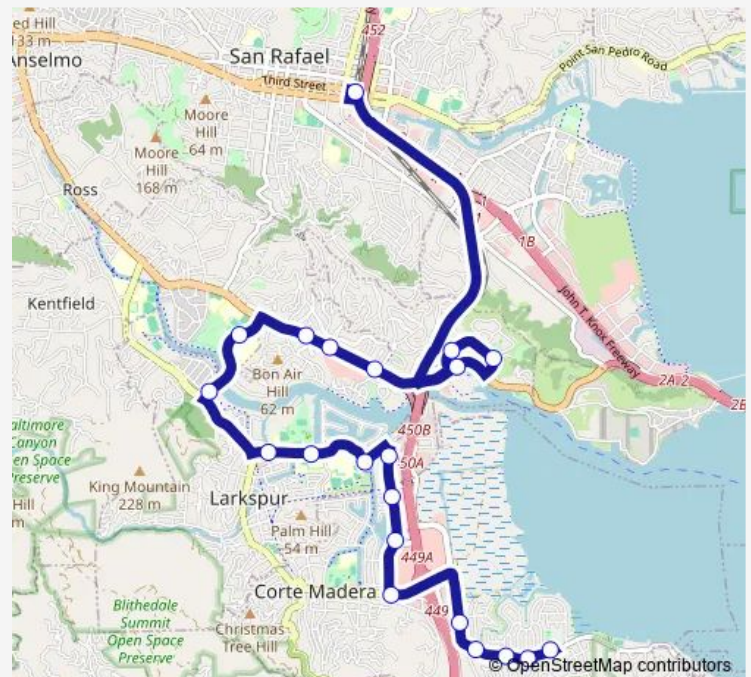 ed Hill
133 m
Anselmo
San Rafael
452
Third Street
Point San Pedro Road
Moore
Hill
64 m
Moore
Hill
168 m
Ross
1
1B
Kentfield
John T. Knox Freeway
Bon Air
Hill
62 m
2A 2
2B
450B
50A
altimore
Canyon
en Space
Preserve
King Mountain
228 m
Hill
m
Larkspur
Palm Hill
54 m
449A
Corte Madera
449
Blithedale
Summit
Open Space
Preserve
Christmas
Tree Hill
© OpenStreetMap contributors